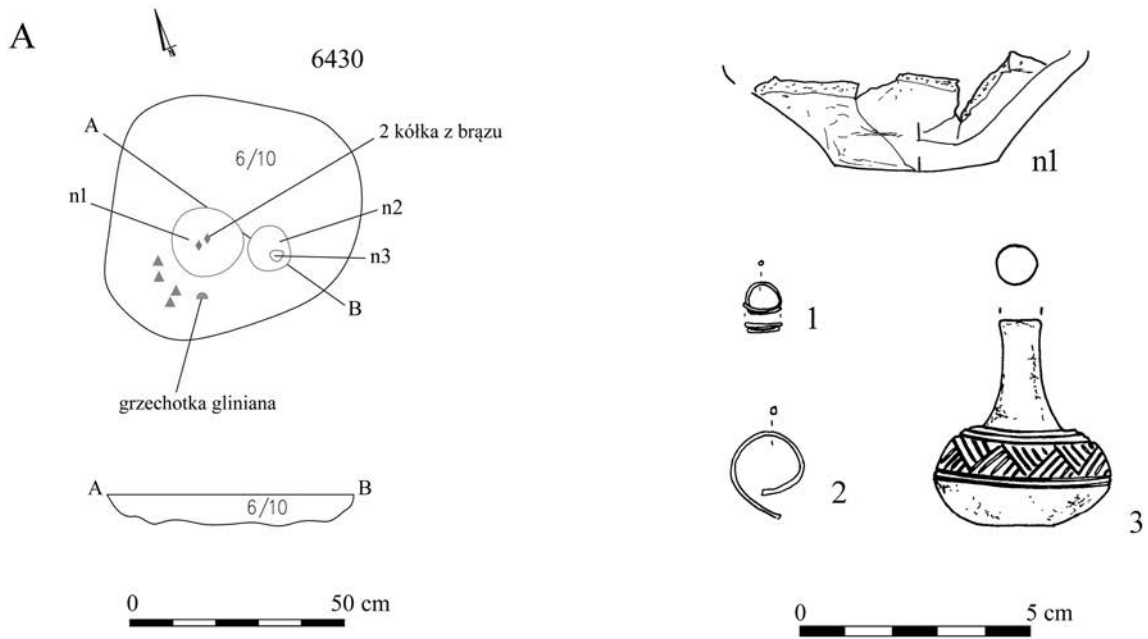 A
6430
A
2 kółka z brązu
6/10
n1
n2
n3
B
grzechotka gliniana
A
B
6/10
0
50 cm
n1
1
2
3
0
5 cm